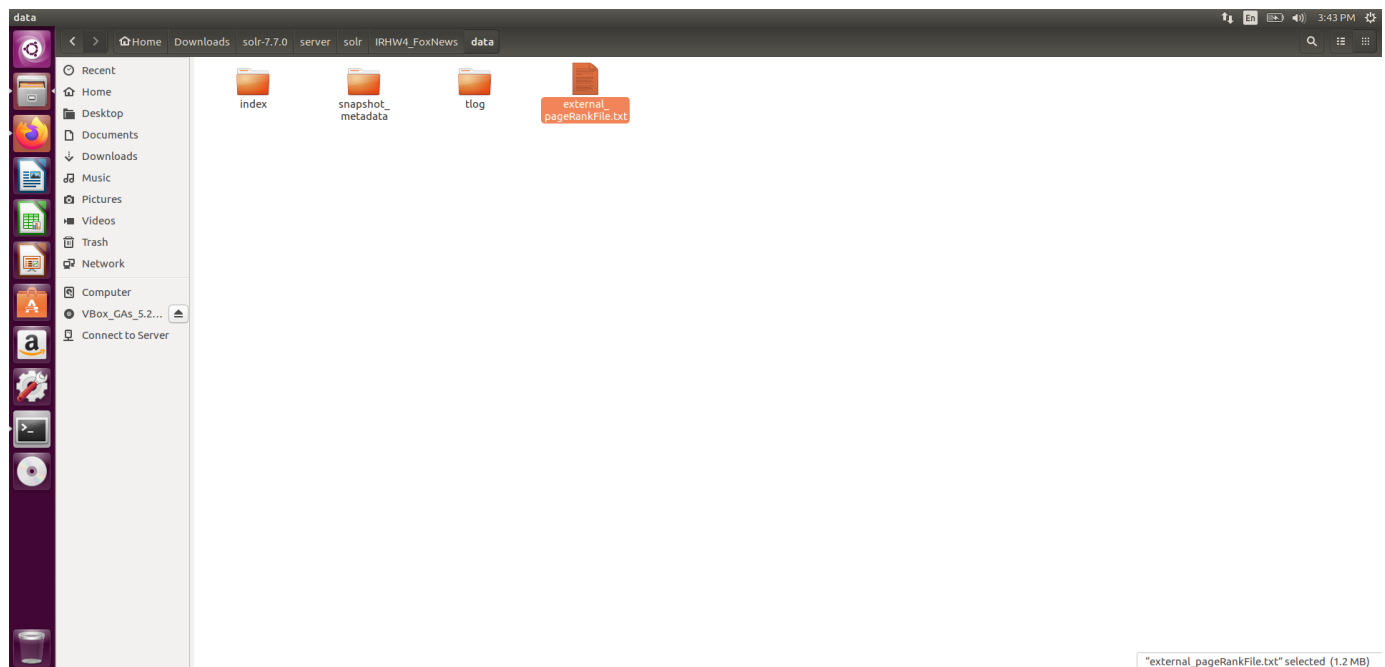 data
En
3:43 PM
Home Downloads solr-7.7.0 server solr IRHW4_FoxNews data
Recent
Home
Desktop
Documents
Downloads
Music
Pictures
Videos
Trash
Network
Computer
VBox_GAs_5.2...
Connect to Server
index
snapshot_
metadata
tlog
external_
pageRankFile.txt
"external_pageRankFile.txt" selected (1.2 MB)